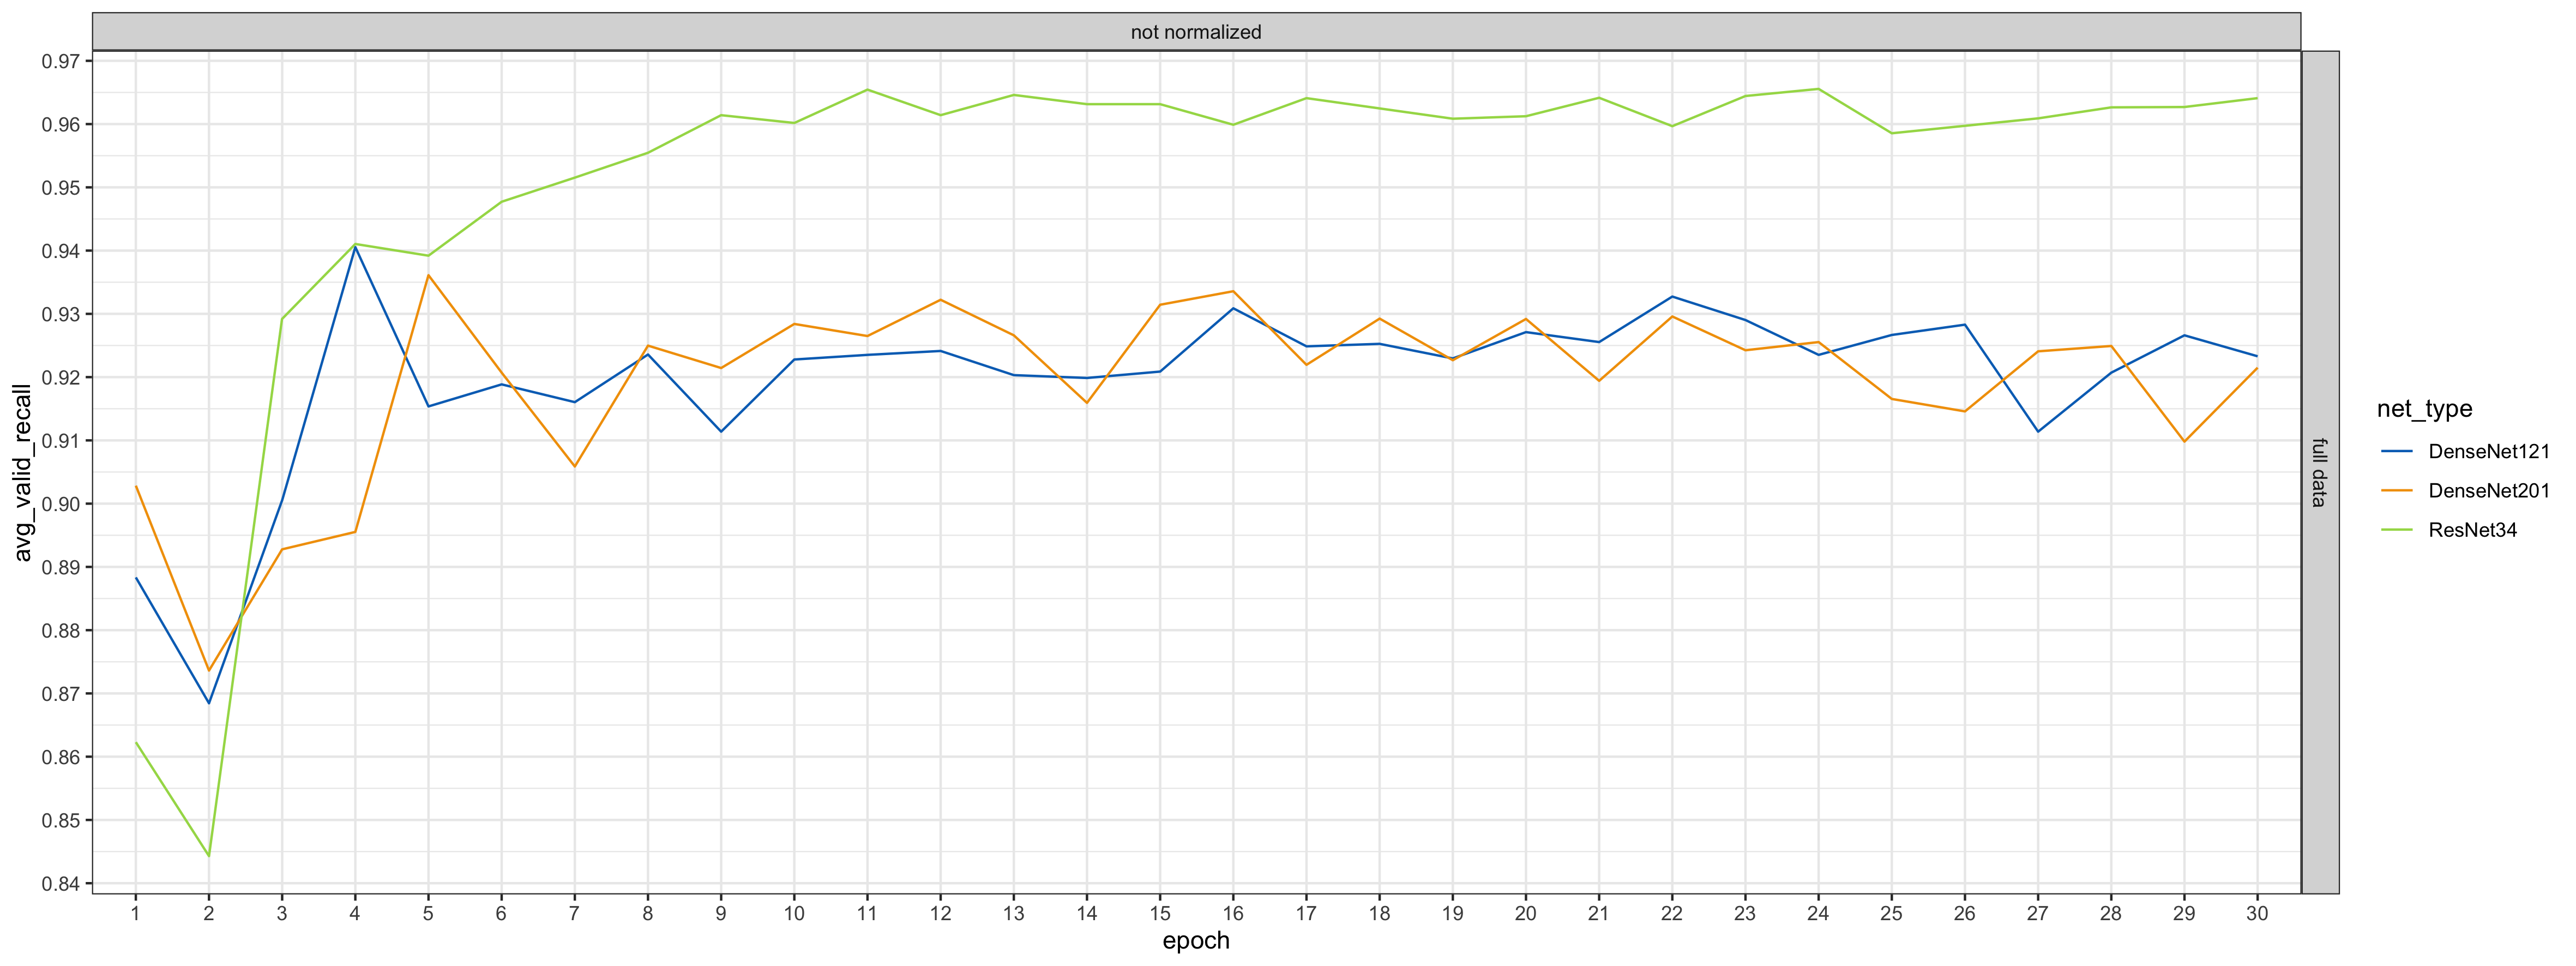 not normalized
0.97
0.96
0.95
0.94
0.93
0.92
0.91
0.90
0.89
0.88
0.87
0.86
0.85
0.84
avg_valid_recall
1 2 3 4 5 6 7 8 9 10 11 12 13 14 15 16 17 18 19 20 21 22 23 24 25 26 27 28 29 30
epoch
full data
net_type
DenseNet121
DenseNet201
ResNet34